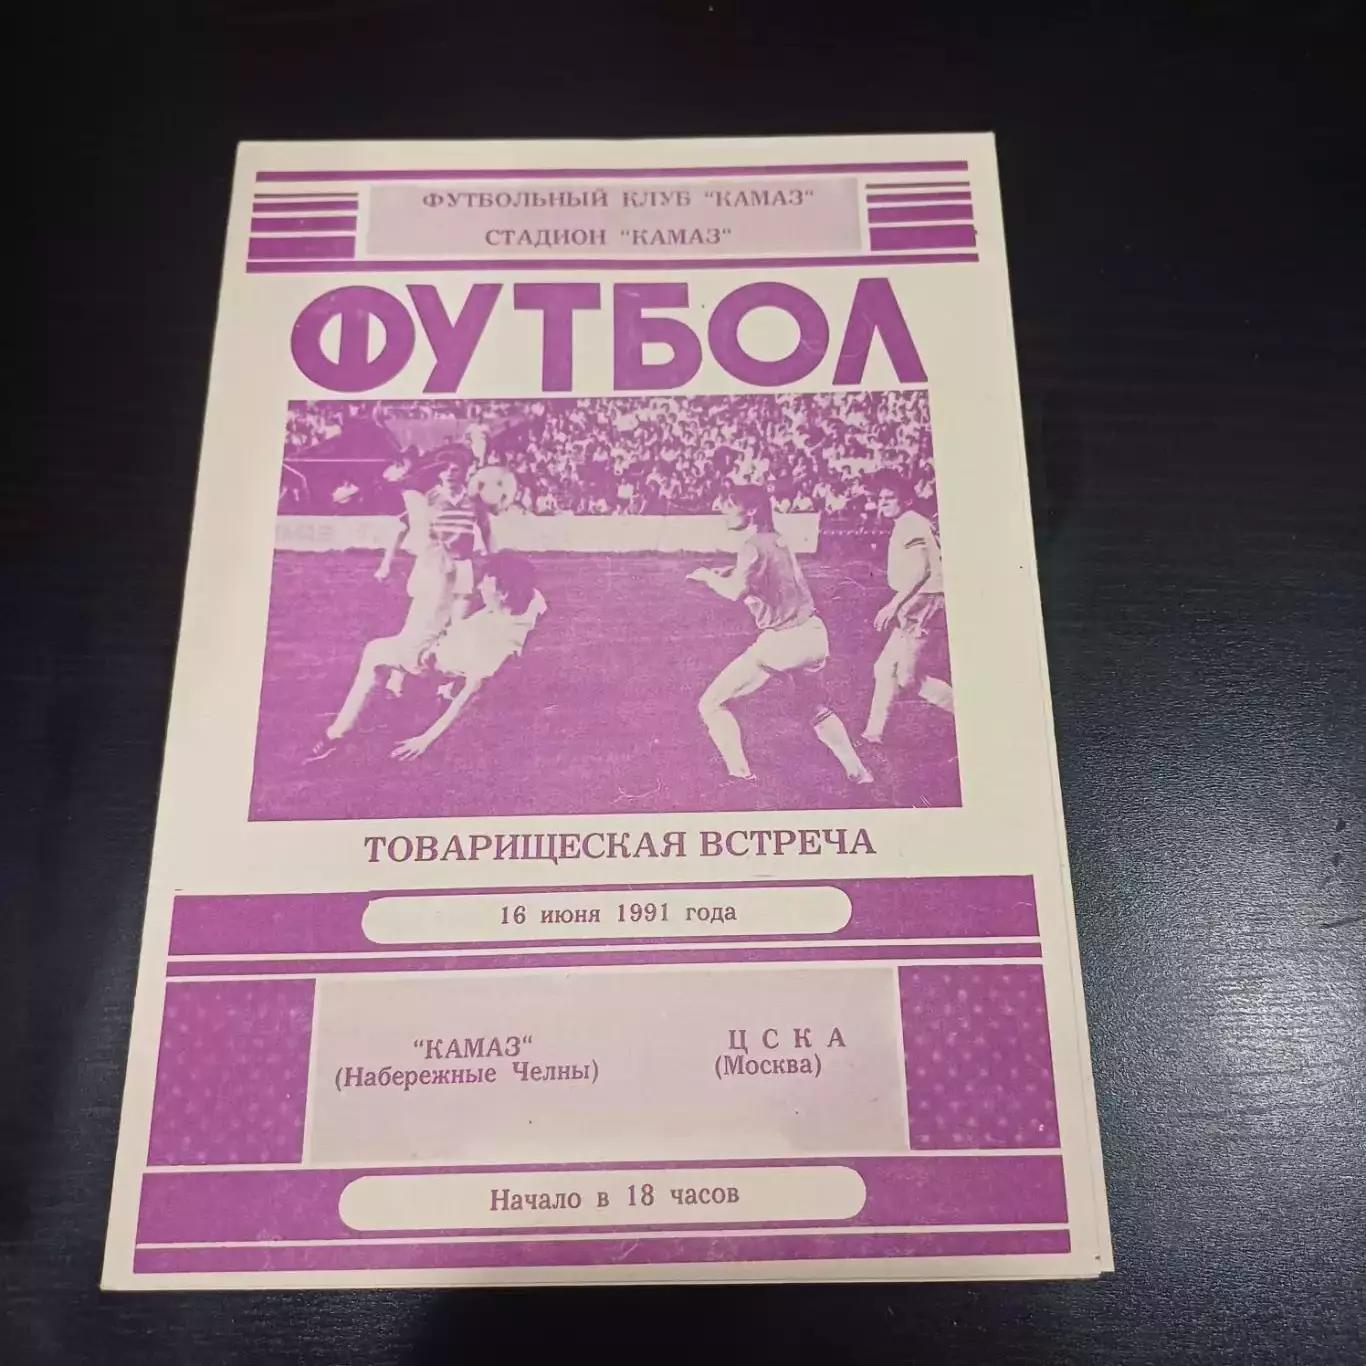 ФУТБОЛЬНЫЙ КЛУБ "КАМАЗ"
СТАДИОН "КАМАЗ"
ФУТБОЛ
ТОВАРИЩЕСКАЯ ВСТРЕЧА
16 июня 1991 года
"КАМАЗ" ЦСКА
(Набережные Челны) (Москва)
Начало в 18 часов